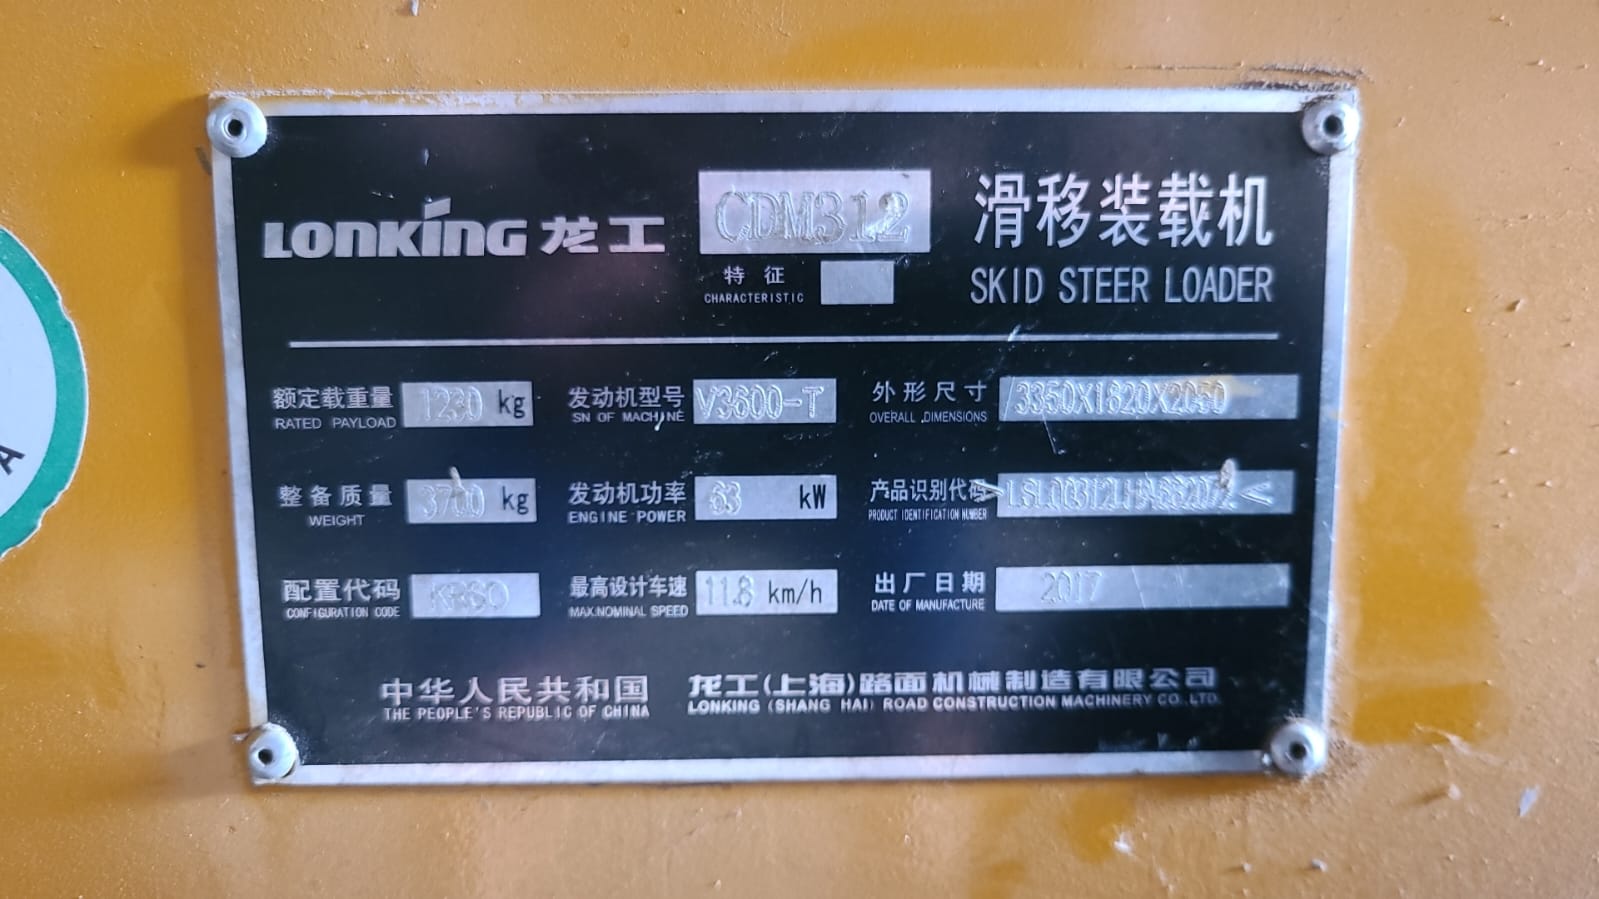 LONKING 龙工
CDM312
特征
CHARACTERISTIC
滑移装载机
SKID STEER LOADER
额定载重量 1230 kg
RATED PAYLOAD
发动机型号 V3600-T
SN OF MACHINE
外形尺寸 3350X1820X2050
OVERALL DIMENSIONS
整备质量 3700 kg
WEIGHT
发动机功率 63 kW
ENGINE POWER
产品识别代码
PRODUCT IDENTIFICATION NUMBER
配置代码
CONFIGURATION CODE
最高设计车速 11.8 km/h
MAX.NOMINAL SPEED
出厂日期 2017
DATE OF MANUFACTURE
中华人民共和国
THE PEOPLE'S REPUBLIC OF CHINA
龙工(上海)路面机械制造有限公司
LONKING (SHANG HAI) ROAD CONSTRUCTION MACHINERY CO.,LTD.
A